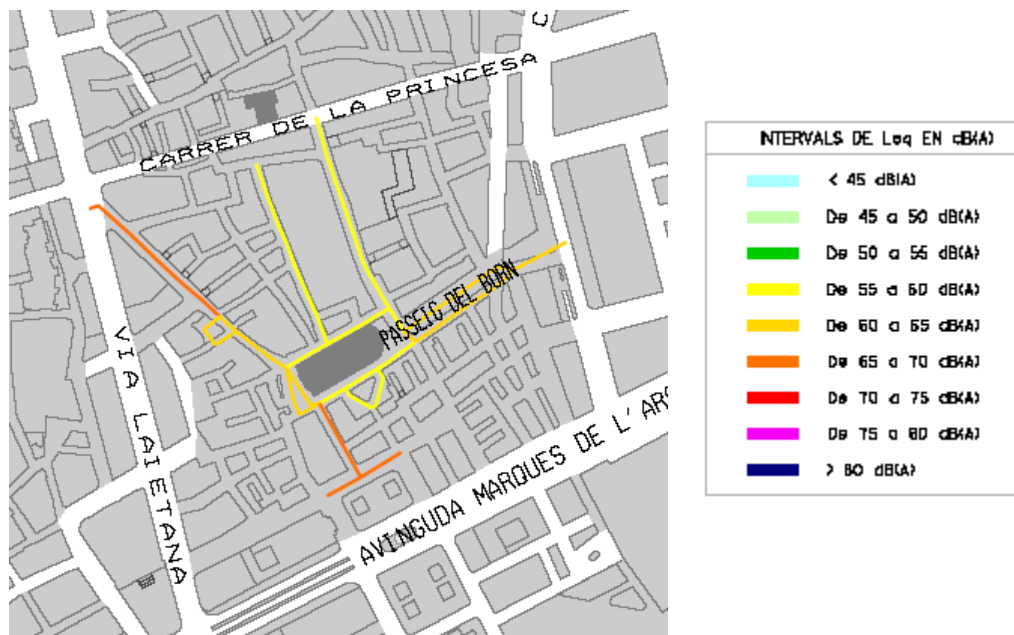 CARRER DE LA PRINCESA
PASSEIG DEL BORN
VIA LAIETANA
AVINGUDA MARQUES DE L'ARG
INTERVALS DE Leq EN dB(A)
< 45 dB(A)
De 45 a 50 dB(A)
De 50 a 55 dB(A)
De 55 a 60 dB(A)
De 60 a 65 dB(A)
De 65 a 70 dB(A)
De 70 a 75 dB(A)
De 75 a 80 dB(A)
> 80 dB(A)